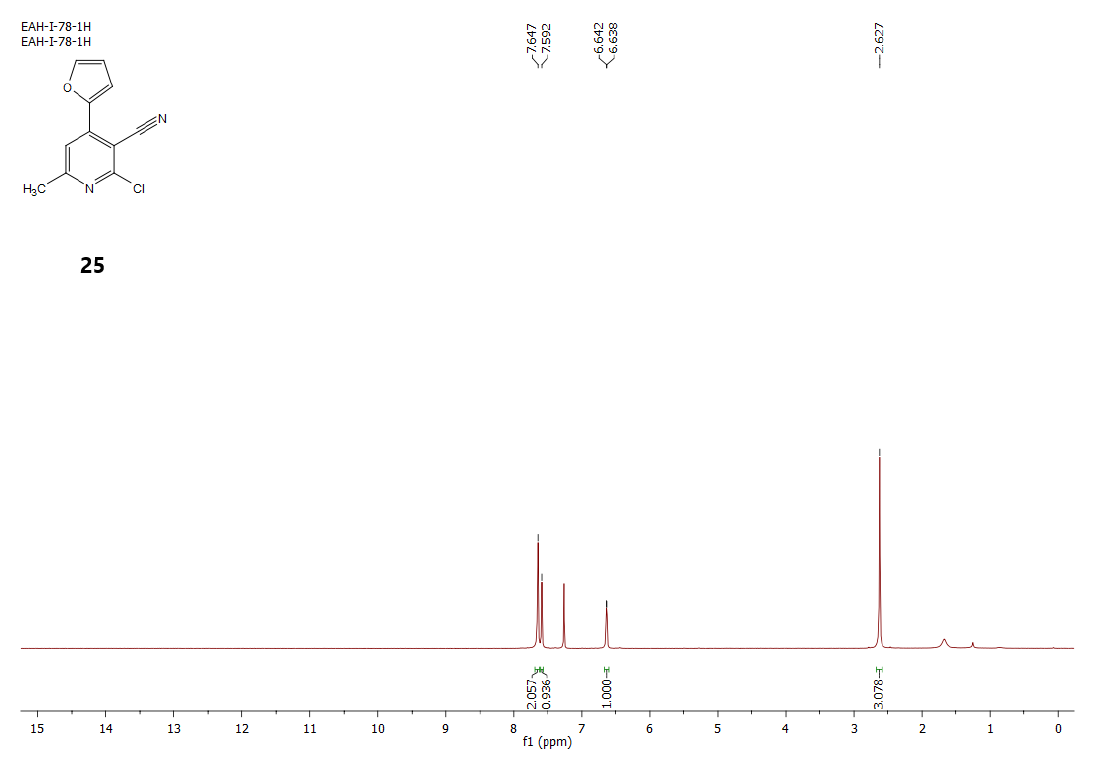 EAH-I-78-1H
EAH-I-78-1H
7.647
7.592
6.642
6.638
2.627
O
N
H₃C
N
Cl
25
2.057
0.936
1.000
3.078
15 14 13 12 11 10 9 8 7 6 5 4 3 2 1 0
f1 (ppm)